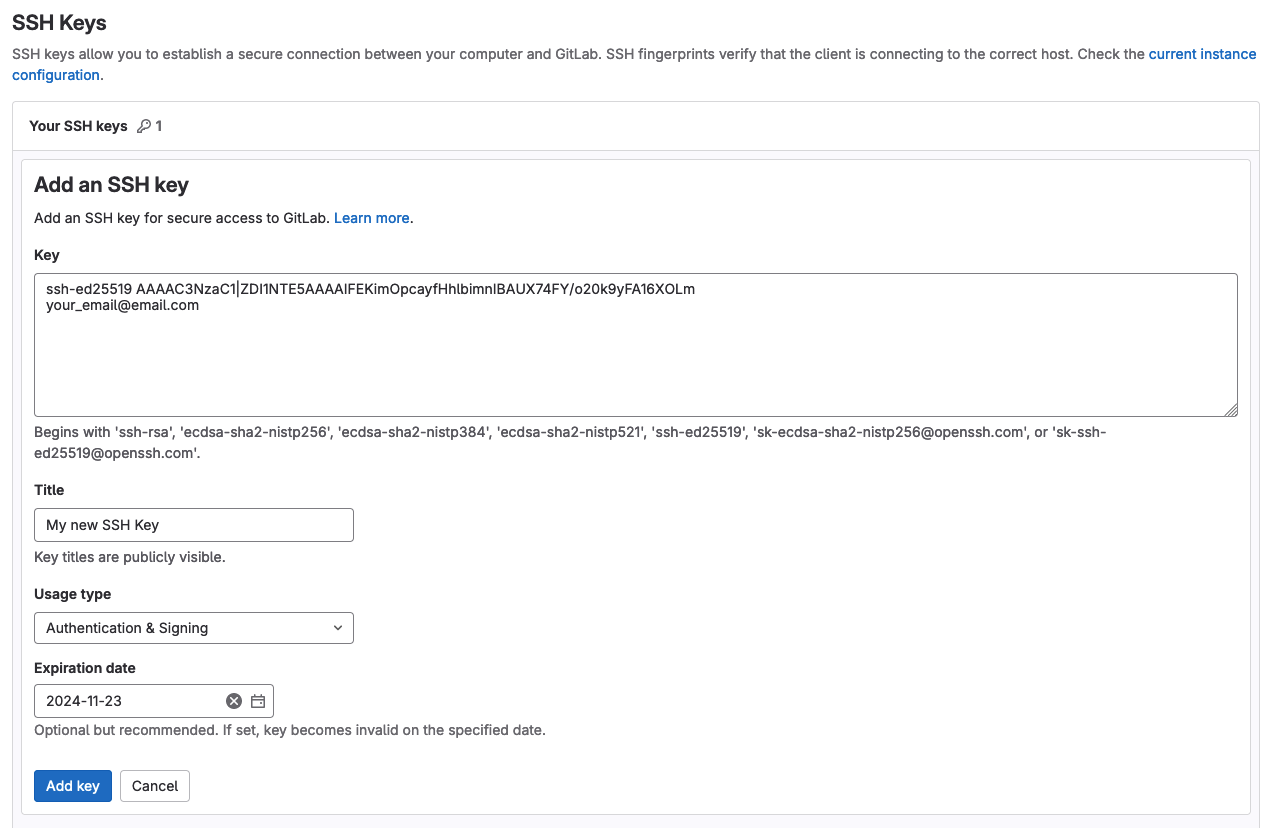 SSH Keys
SSH keys allow you to establish a secure connection between your computer and GitLab. SSH fingerprints verify that the client is connecting to the correct host. Check the current instance
configuration.
Your SSH keys 1
Add an SSH key
Add an SSH key for secure access to GitLab. Learn more.
Key
ssh-ed25519 AAAAC3NzaC1|ZDI1NTE5AAAAIFEKimOpcayfHhlbimnIBAUX74FY/o20k9yFA16XOLm
your_email@email.com
Begins with 'ssh-rsa', 'ecdsa-sha2-nistp256', 'ecdsa-sha2-nistp384', 'ecdsa-sha2-nistp521', 'ssh-ed25519', 'sk-ecdsa-sha2-nistp256@openssh.com', or 'sk-ssh-
ed25519@openssh.com'.
Title
My new SSH Key
Key titles are publicly visible.
Usage type
Authentication & Signing
Expiration date
2024-11-23
Optional but recommended. If set, key becomes invalid on the specified date.
Add key Cancel